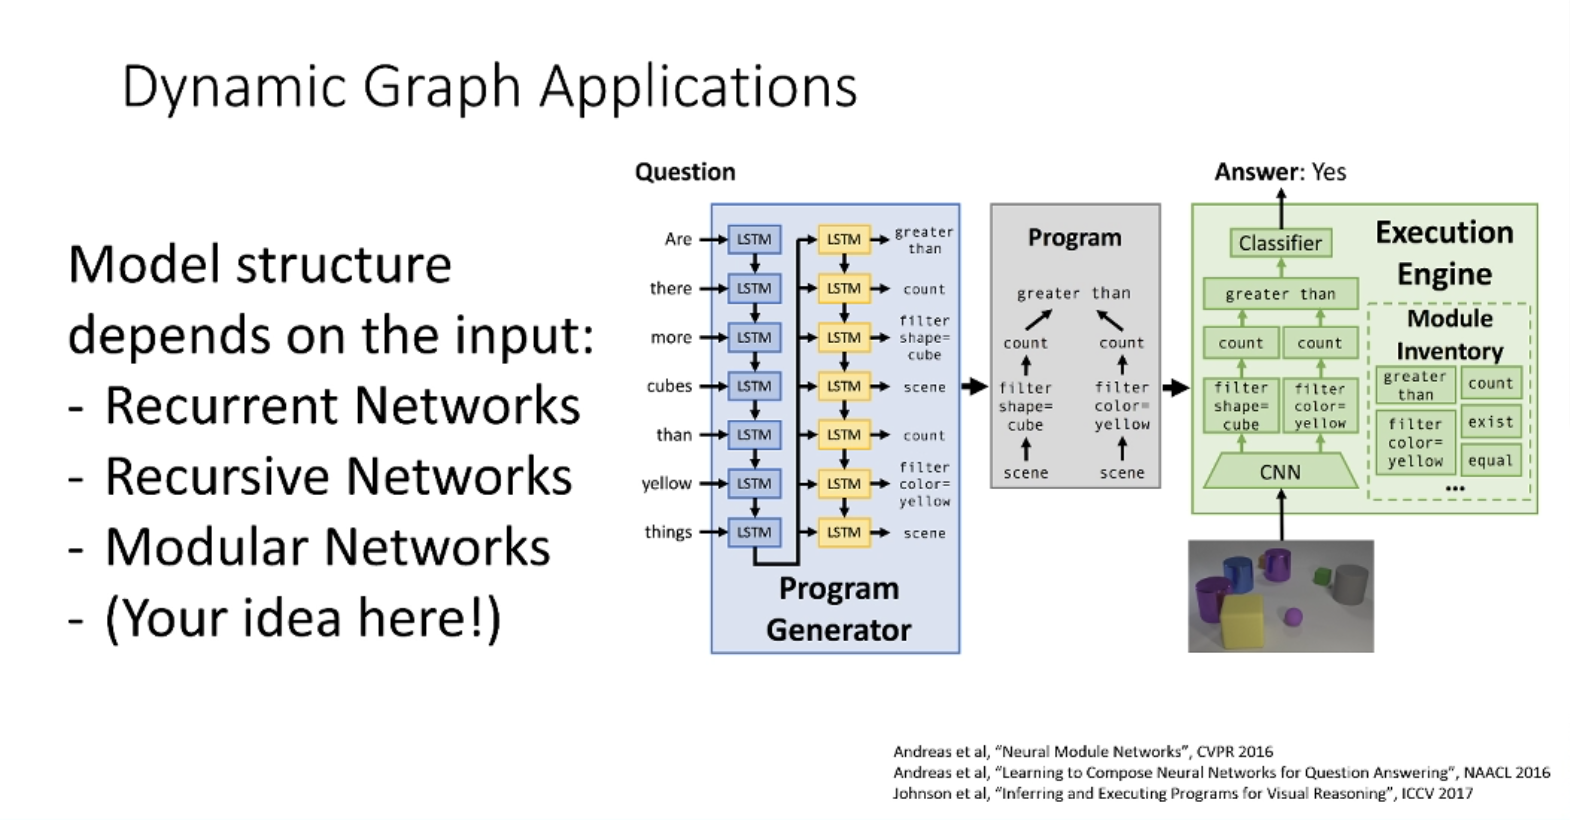 Dynamic Graph Applications
Model structure
depends on the input:
- Recurrent Networks
- Recursive Networks
- Modular Networks
- (Your idea here!)
Question
Are
there
more
cubes
than
yellow
things
LSTM
LSTM
LSTM
LSTM
LSTM
LSTM
LSTM
LSTM
LSTM
LSTM
LSTM
LSTM
LSTM
LSTM
greater
than
count
filter
shape=
cube
scene
count
filter
color=
yellow
scene
Program
Generator
Program
greater than
count
count
filter
shape=
cube
filter
color=
yellow
scene
scene
Answer: Yes
Classifier
greater than
count
count
filter
shape=
cube
filter
color=
yellow
CNN
Execution
Engine
Module
Inventory
greater
than
count
filter
color=
yellow
exist
equal
...
Andreas et al, “Neural Module Networks”, CVPR 2016
Andreas et al, “Learning to Compose Neural Networks for Question Answering”, NAACL 2016
Johnson et al, “Inferring and Executing Programs for Visual Reasoning”, ICCV 2017